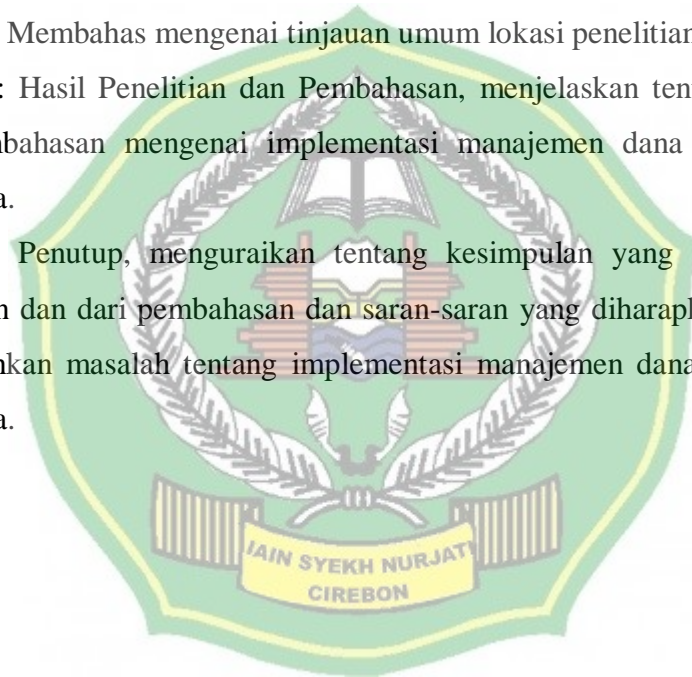 Membahas mengenai tinjauan umum lokasi penelitian
: Hasil Penelitian dan Pembahasan, menjelaskan ten
bahasan mengenai implementasi manajemen dana
a.
Penutup, menguraikan tentang kesimpulan yang
n dan dari pembahasan dan saran-saran yang diharapl
kan masalah tentang implementasi manajemen dana
a.
IAIN SYEKH NURJATI
CIREBON